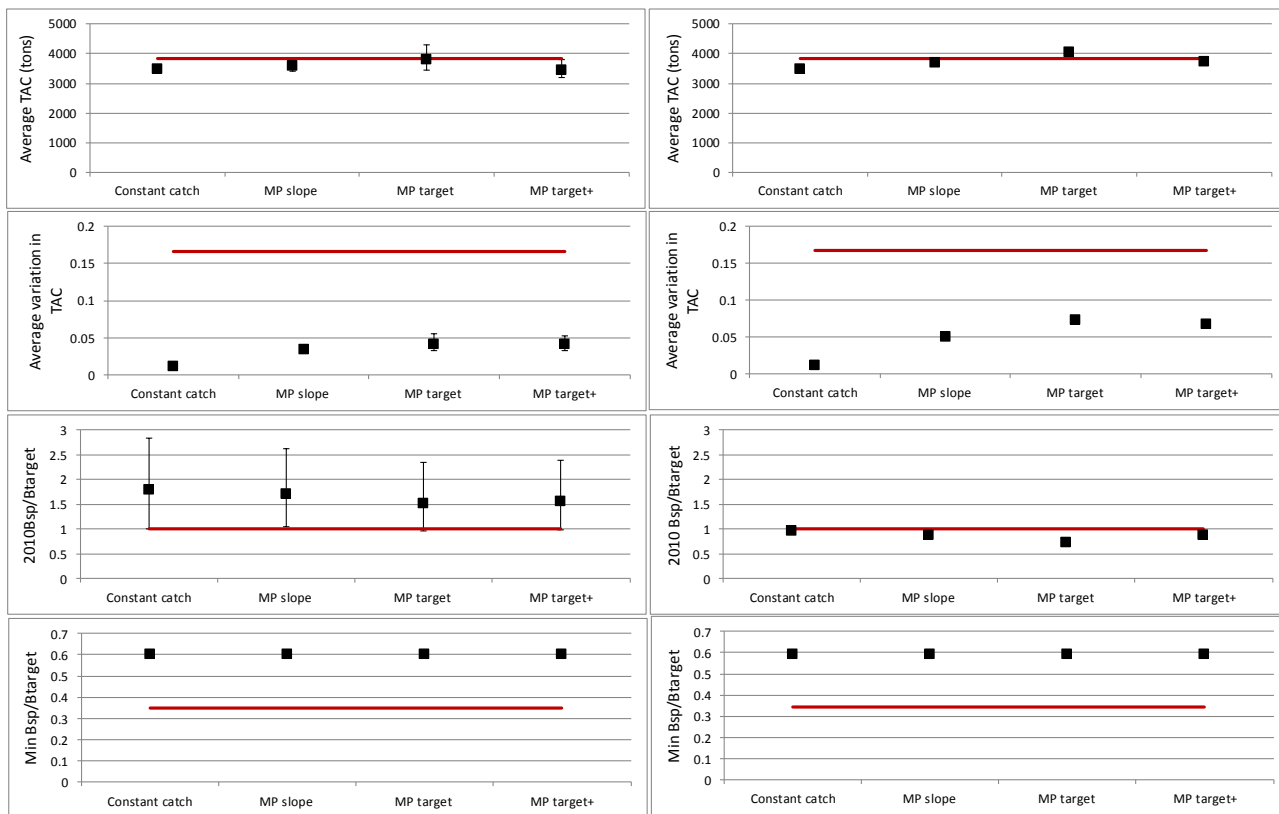 Average TAC (tons)
5000
4000
3000
2000
1000
0
Constant catch MP slope MP target MP target+
Average TAC (tons)
5000
4000
3000
2000
1000
0
Constant catch MP slope MP target MP target+
Average variation in
TAC
0.2
0.15
0.1
0.05
0
Constant catch MP slope MP target MP target+
Average variation in
TAC
0.2
0.15
0.1
0.05
0
Constant catch MP slope MP target MP target+
2010Bsp/Btarget
3
2.5
2
1.5
1
0.5
0
Constant catch MP slope MP target MP target+
2010 Bsp/Btarget
3
2.5
2
1.5
1
0.5
0
Constant catch MP slope MP target MP target+
Min Bsp/Btarget
0.7
0.6
0.5
0.4
0.3
0.2
0.1
0
Constant catch MP slope MP target MP target+
Min Bsp/Btarget
0.7
0.6
0.5
0.4
0.3
0.2
0.1
0
Constant catch MP slope MP target MP target+